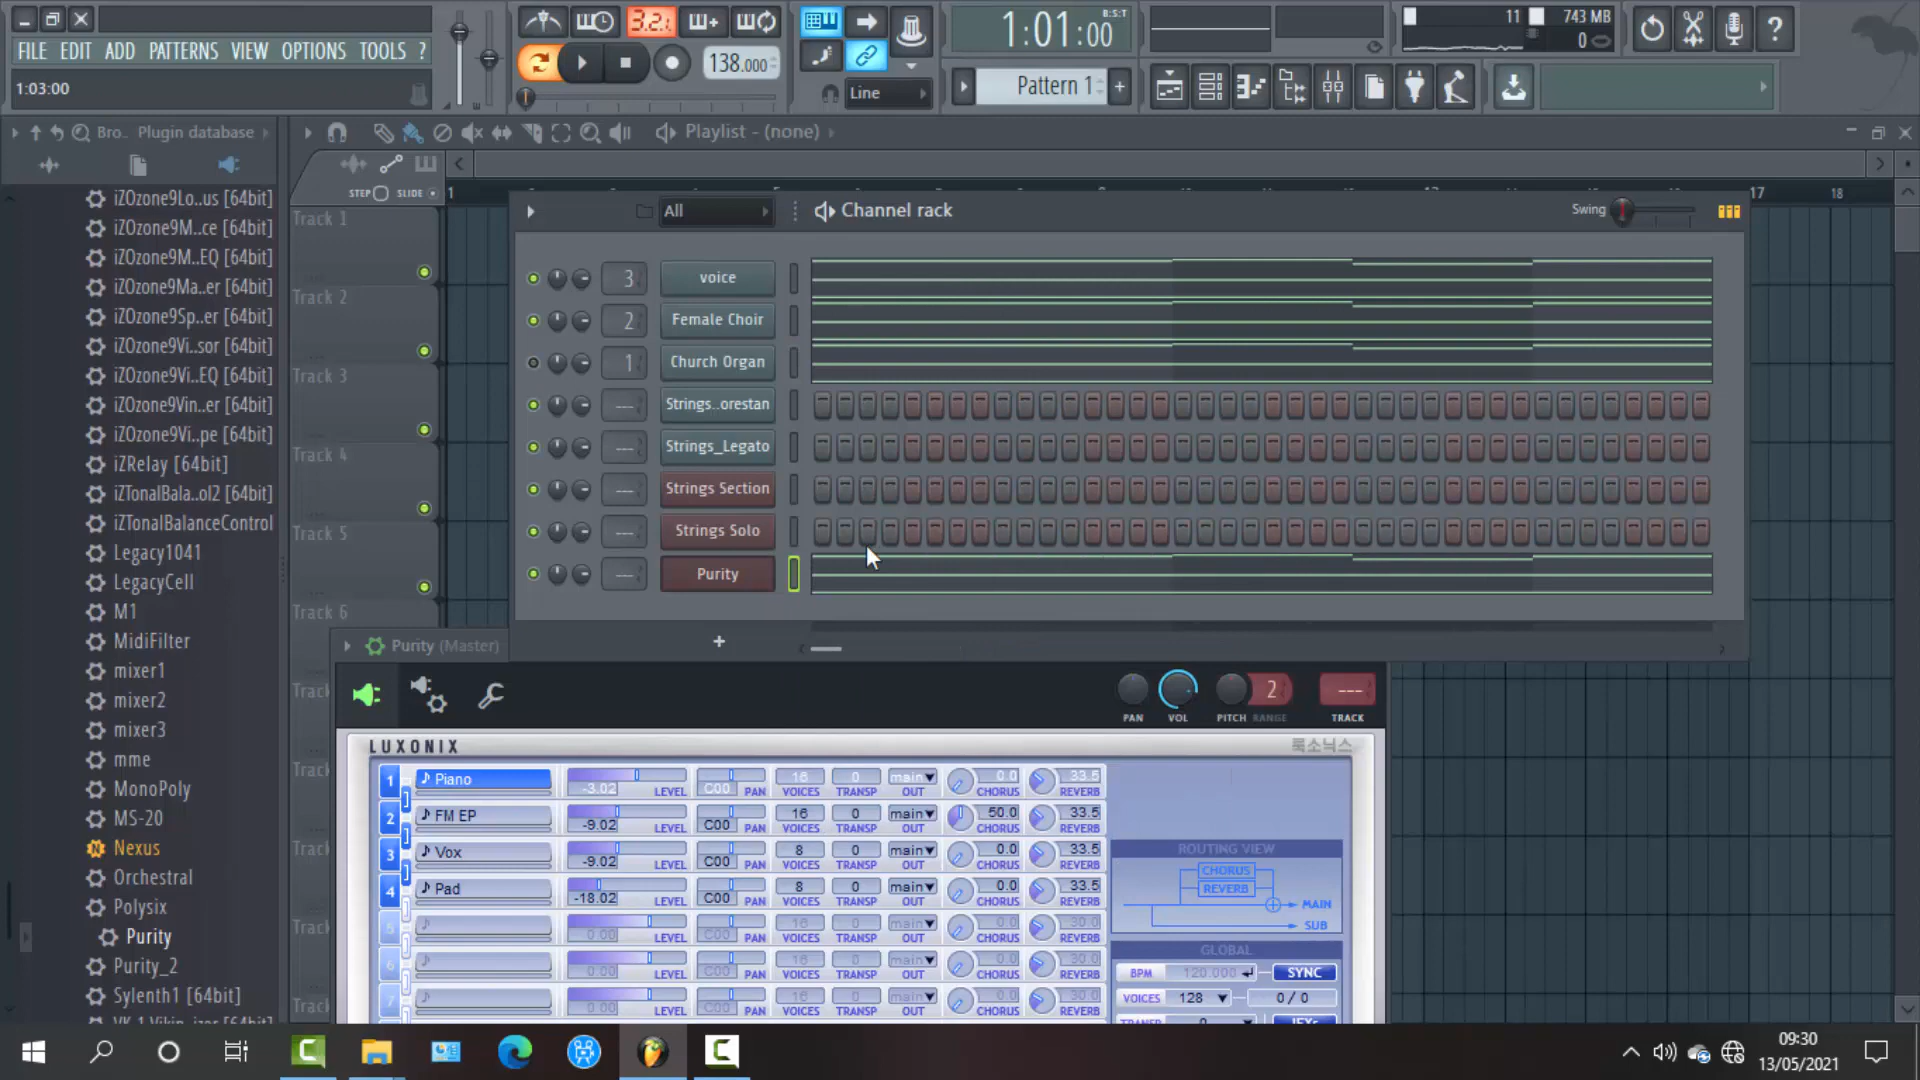 FILE EDIT ADD PATTERNS VIEW OPTIONS TOOLS ?
1:03:00
3.2.
138.000
1:01:00
B:S:T
Line
Pattern 1
11
743 MB
0
Bro.. Plugin database
Playlist - (none)
STEP SLIDE
1
17
18
iZOzone9Lo..us [64bit]
iZOzone9M..ce [64bit]
iZOzone9M..EQ [64bit]
iZOzone9Ma..er [64bit]
iZOzone9Sp..er [64bit]
iZOzone9Vi..sor [64bit]
iZOzone9Vi..EQ [64bit]
iZOzone9Vin..er [64bit]
iZOzone9Vi..pe [64bit]
iZRelay [64bit]
iZTonalBala..ol2 [64bit]
iZTonalBalanceControl
Legacy1041
LegacyCell
M1
MidiFilter
mixer1
mixer2
mixer3
mme
MonoPoly
MS-20
Nexus
Orchestral
Polysix
Purity
Purity_2
Sylenth1 [64bit]
Track 1
Track 2
Track 3
Track 4
Track 5
Track 6
All
Channel rack
Swing
3 voice
2 Female Choir
1 Church Organ
--- Strings..orestan
--- Strings_Legato
--- Strings Section
--- Strings Solo
--- Purity
+
Purity (Master)
2
---
PAN VOL PITCH RANGE TRACK
LUXONIX
룩소닉스
1 Piano -3.02 LEVEL C00 PAN 16 VOICES 0 TRANSP main OUT 0.0 CHORUS 33.5 REVERB
2 FM EP -9.02 LEVEL C00 PAN 16 VOICES 0 TRANSP main OUT 50.0 CHORUS 33.5 REVERB
3 Vox -9.02 LEVEL C00 PAN 8 VOICES 0 TRANSP main OUT 0.0 CHORUS 33.5 REVERB
4 Pad -18.02 LEVEL C00 PAN 8 VOICES 0 TRANSP main OUT 0.0 CHORUS 33.5 REVERB
5 0.00 LEVEL C00 PAN 16 VOICES 0 TRANSP main OUT 0.0 CHORUS 30.0 REVERB
6 0.00 LEVEL C00 PAN 16 VOICES 0 TRANSP main OUT 0.0 CHORUS 30.0 REVERB
7 0.00 LEVEL C00 PAN 16 VOICES 0 TRANSP main OUT 0.0 CHORUS 30.0 REVERB
ROUTING VIEW
CHORUS
REVERB
MAIN
SUB
GLOBAL
BPM 120.000 SYNC
VOICES 128 0 / 0
09:30
13/05/2021